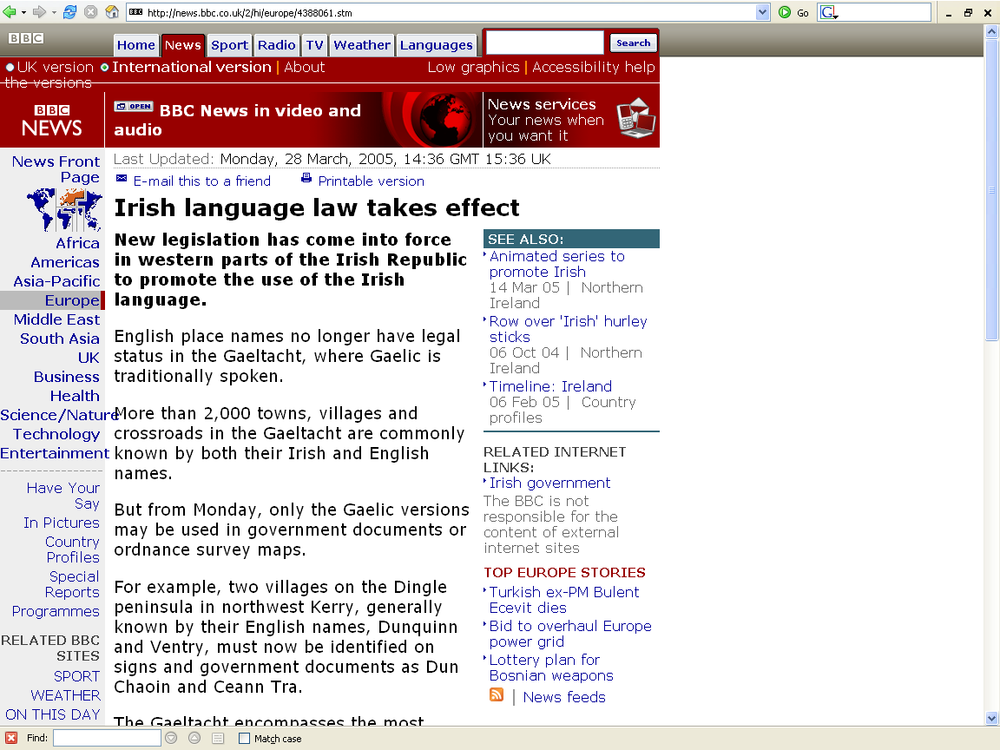 http://news.bbc.co.uk/2/hi/europe/4388061.stm
Go
G
BBC
Home
News
Sport
Radio
TV
Weather
Languages
Search
UK version International version | About
the versions
Low graphics | Accessibility help
BBC
NEWS
OPEN BBC News in video and
audio
News services
Your news when
you want it
News Front
Page
Africa
Americas
Asia-Pacific
Europe
Middle East
South Asia
UK
Business
Health
Science/Nature
Technology
Entertainment
Have Your
Say
In Pictures
Country
Profiles
Special
Reports
Programmes
RELATED BBC
SITES
SPORT
WEATHER
ON THIS DAY
Last Updated: Monday, 28 March, 2005, 14:36 GMT 15:36 UK
E-mail this to a friend
Printable version
Irish language law takes effect
New legislation has come into force
in western parts of the Irish Republic
to promote the use of the Irish
language.
English place names no longer have legal
status in the Gaeltacht, where Gaelic is
traditionally spoken.
More than 2,000 towns, villages and
crossroads in the Gaeltacht are commonly
known by both their Irish and English
names.
But from Monday, only the Gaelic versions
may be used in government documents or
ordnance survey maps.
For example, two villages on the Dingle
peninsula in northwest Kerry, generally
known by their English names, Dunquinn
and Ventry, must now be identified on
signs and government documents as Dun
Chaoin and Ceann Tra.
The Gaeltacht encompasses the most
SEE ALSO:
Animated series to
promote Irish
14 Mar 05 | Northern
Ireland
Row over 'Irish' hurley
sticks
06 Oct 04 | Northern
Ireland
Timeline: Ireland
06 Feb 05 | Country
profiles
RELATED INTERNET
LINKS:
Irish government
The BBC is not
responsible for the
content of external
internet sites
TOP EUROPE STORIES
Turkish ex-PM Bulent
Ecevit dies
Bid to overhaul Europe
power grid
Lottery plan for
Bosnian weapons
| News feeds
Find:
Match case